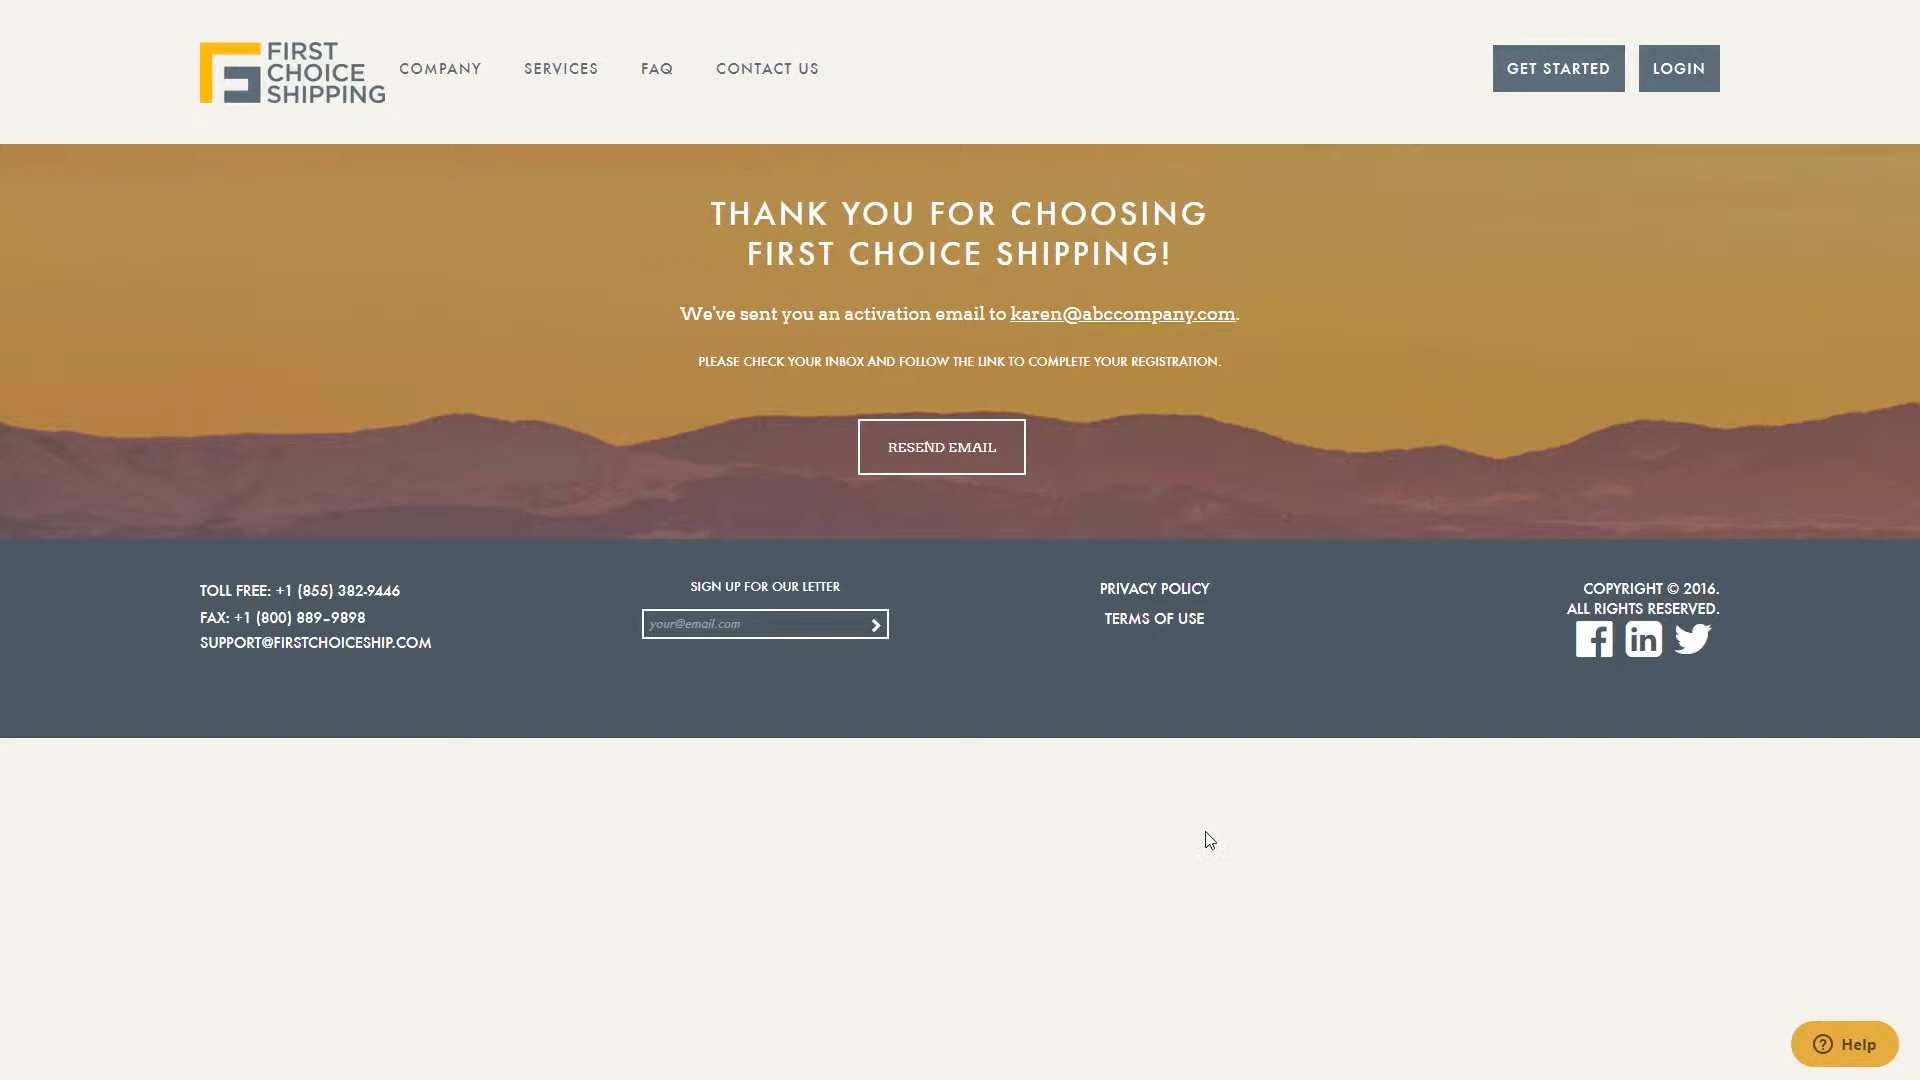 FIRST
CHOICE
SHIPPING
COMPANY
SERVICES
FAQ
CONTACT US
GET STARTED
LOGIN
THANK YOU FOR CHOOSING
FIRST CHOICE SHIPPING!
We've sent you an activation email to karen@abccompany.com.
PLEASE CHECK YOUR INBOX AND FOLLOW THE LINK TO COMPLETE YOUR REGISTRATION.
RESEND EMAIL
TOLL FREE: +1 (855) 382-9446
FAX: +1 (800) 889-9898
SUPPORT@FIRSTCHOICESHIP.COM
SIGN UP FOR OUR LETTER
your@email.com
PRIVACY POLICY
TERMS OF USE
COPYRIGHT © 2016.
ALL RIGHTS RESERVED.
Help